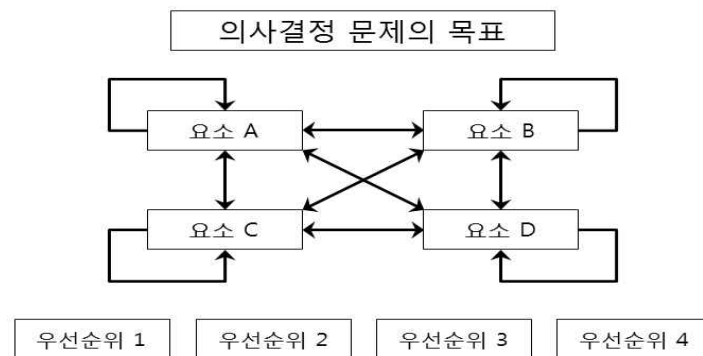 의사결정 문제의 목표
요소 A
요소 B
요소 C
요소 D
우선순위 1
우선순위 2
우선순위 3
우선순위 4